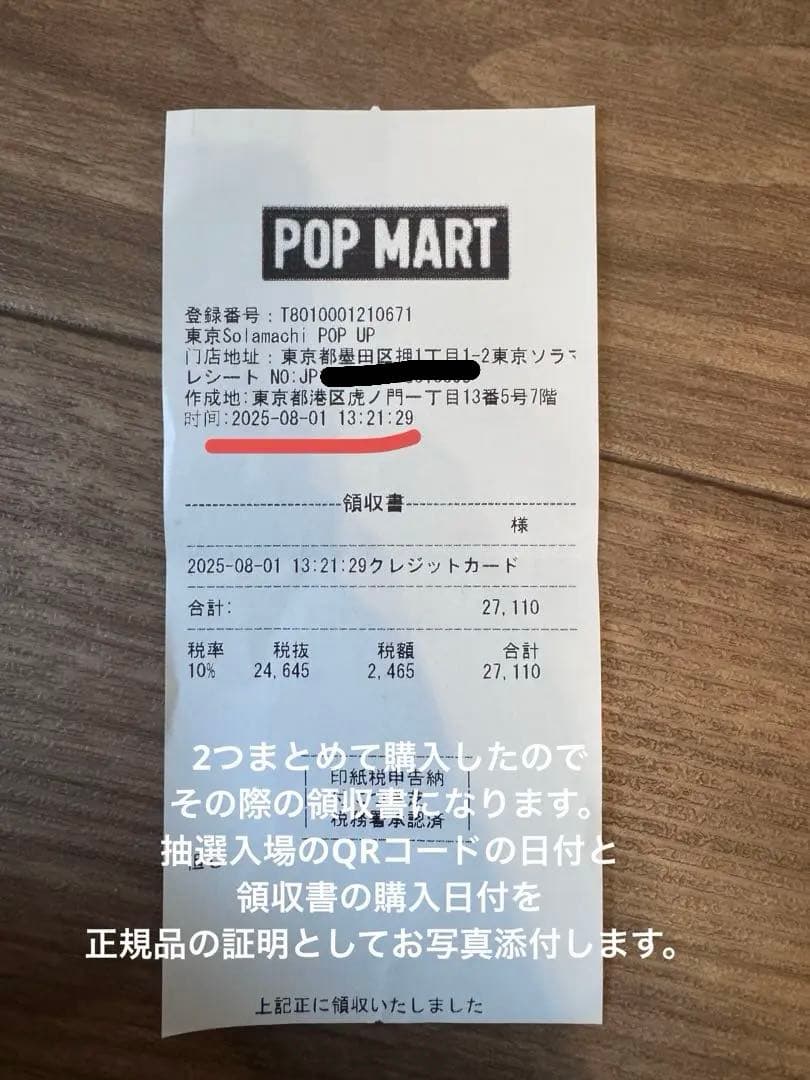 POP MART
登録番号：T8010001210671
東京Solamachi POP UP
门店地址：東京都墨田区押1丁目1-2東京ソラマ
レシート NO:JP
作成地:東京都港区虎ノ門一丁目13番5号7階
时间:2025-08-01 13:21:29
領収書
様
2025-08-01 13:21:29クレジットカード
合計: 27,110
税率 税抜 税額 合計
10% 24,645 2,465 27,110
2つまとめて購入したので
印紙税申告納
その際の領収書になります。
税務署承認済
抽選入場のQRコードの日付と
領収書の購入日付を
正規品の証明としてお写真添付します。
上記正に領収いたしました